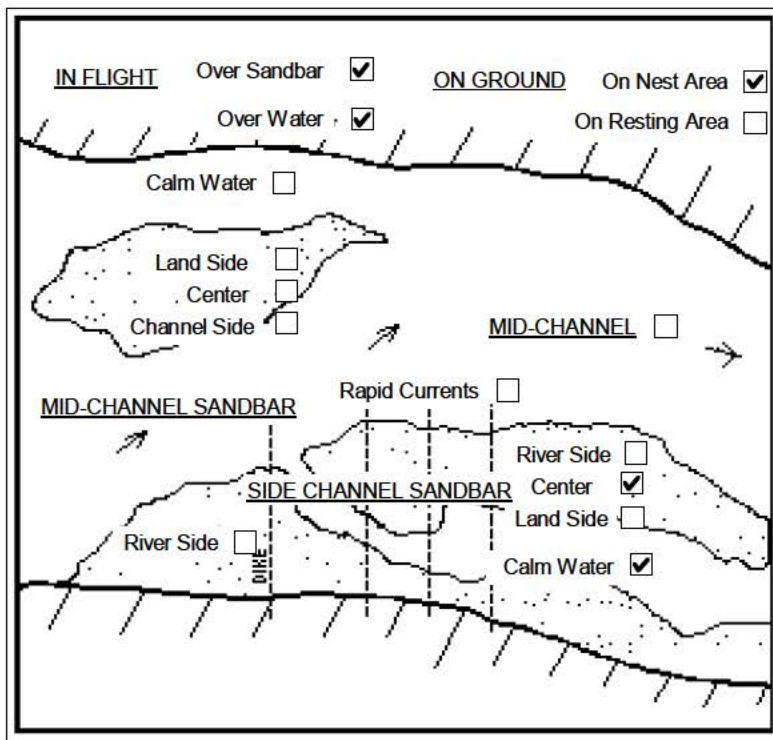 IN FLIGHT Over Sandbar ON GROUND On Nest Area
Over Water On Resting Area
Calm Water
Land Side
Center
Channel Side
MID-CHANNEL
Rapid Currents
MID-CHANNEL SANDBAR
River Side
SIDE CHANNEL SANDBAR Center
Land Side
River Side
DIKE
Calm Water